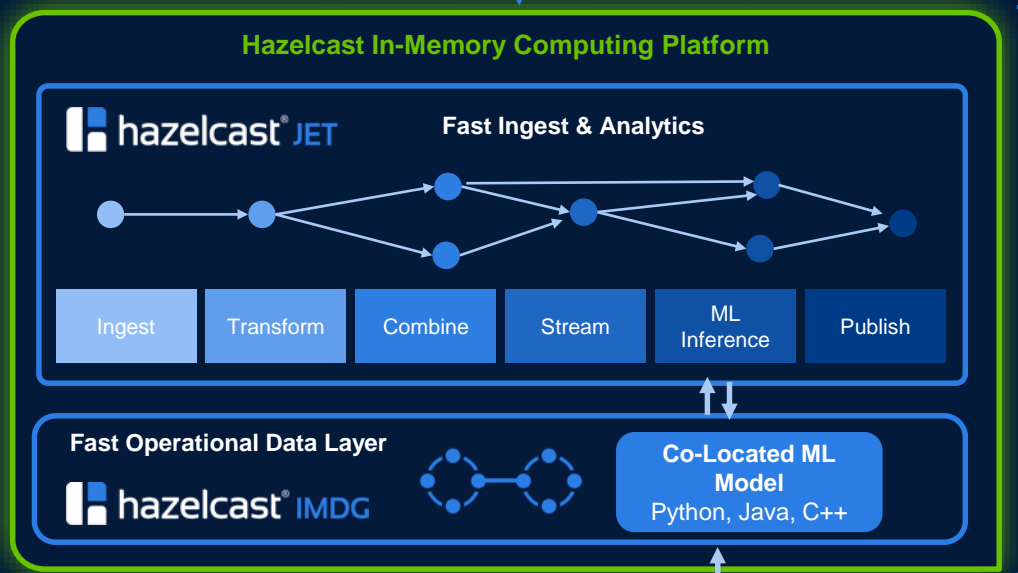 Hazelcast In-Memory Computing Platform
hazelcast® JET
Fast Ingest & Analytics
Ingest
Transform
Combine
Stream
ML
Inference
Publish
Fast Operational Data Layer
hazelcast® IMDG
Co-Located ML
Model
Python, Java, C++